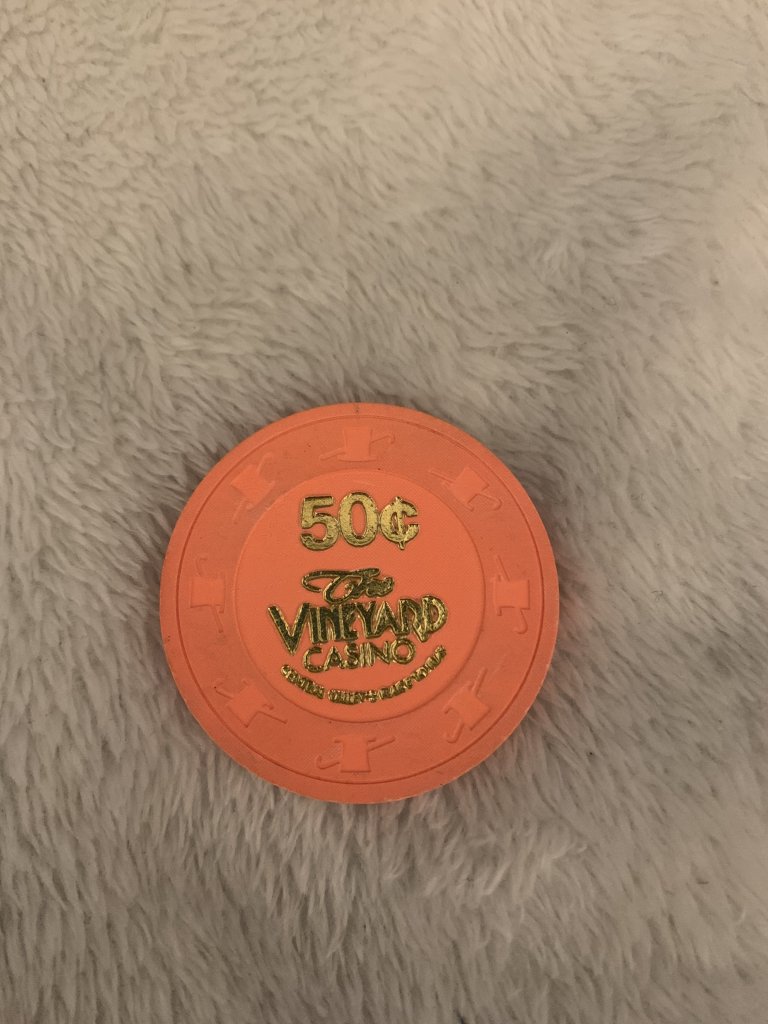 50¢
The
VINEYARD
CASINO